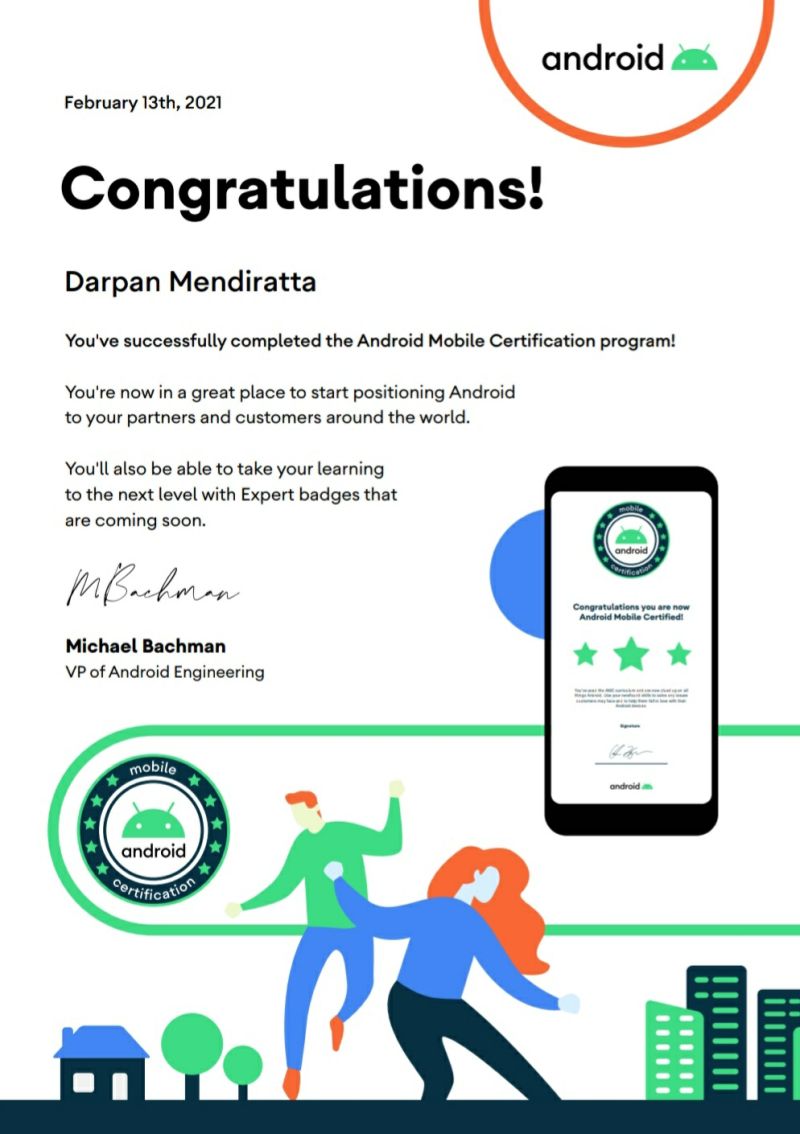 android
February 13th, 2021
Congratulations!
Darpan Mendiratta
You've successfully completed the Android Mobile Certification program!
You're now in a great place to start positioning Android
to your partners and customers around the world.
You'll also be able to take your learning
to the next level with Expert badges that
are coming soon.
MBachman
Michael Bachman
VP of Android Engineering
mobile
android
certification
Congratulations you are now
Android Mobile Certified!
Signature
android
mobile
android
certification